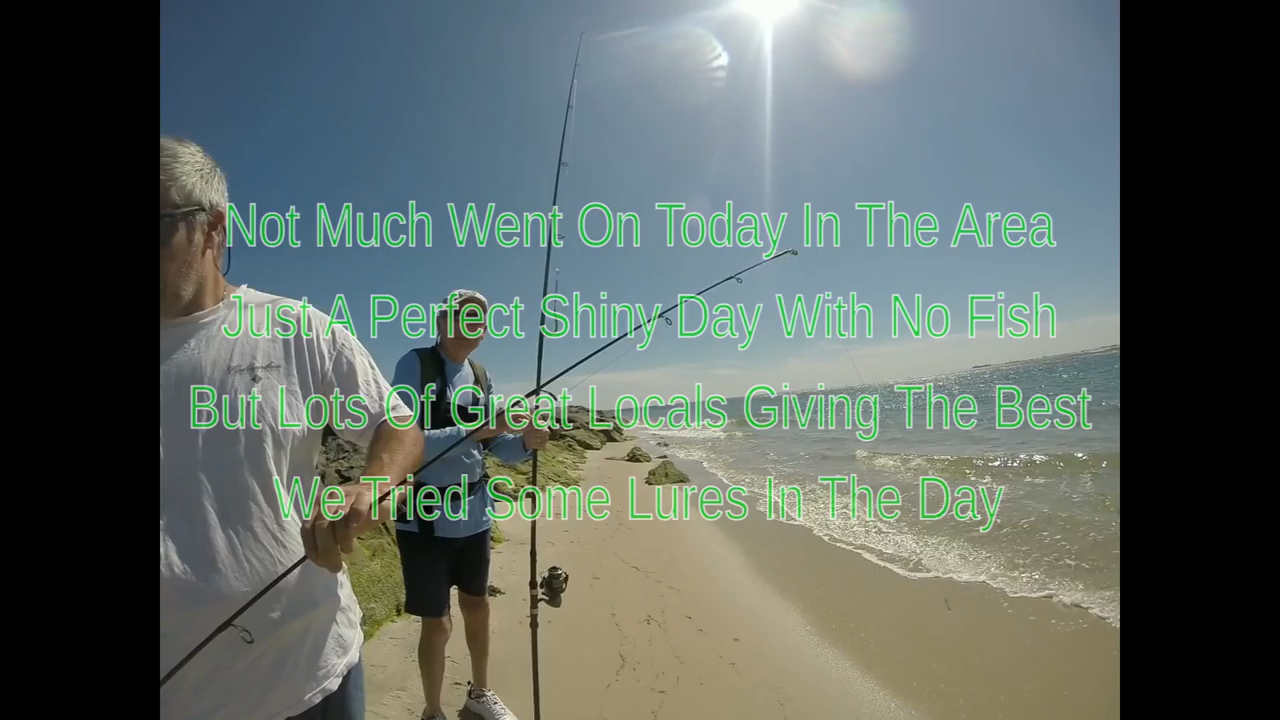 Not Much Went On Today In The Area
Just A Perfect Shiny Day With No Fish
But Lots Of Great Locals Giving The Best
We Tried Some Lures In The Day
Columbia